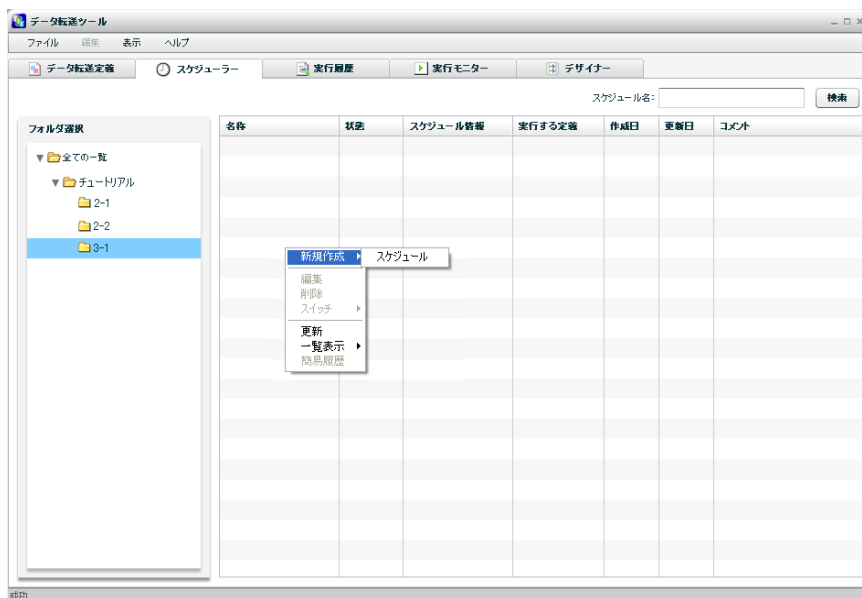 データ転送ツール
ファイル 編集 表示 ヘルプ
データ転送定義 スケジューラー 実行履歴 実行モニター デザイナー
スケジュール名: 検索
フォルダ選択
名称 状態 スケジュール情報 実行する定義 作成日 更新日 コメント
全ての一覧
チュートリアル
2-1
2-2
3-1
新規作成 スケジュール
編集
削除
スイッチ
更新
一覧表示
簡易履歴
成功